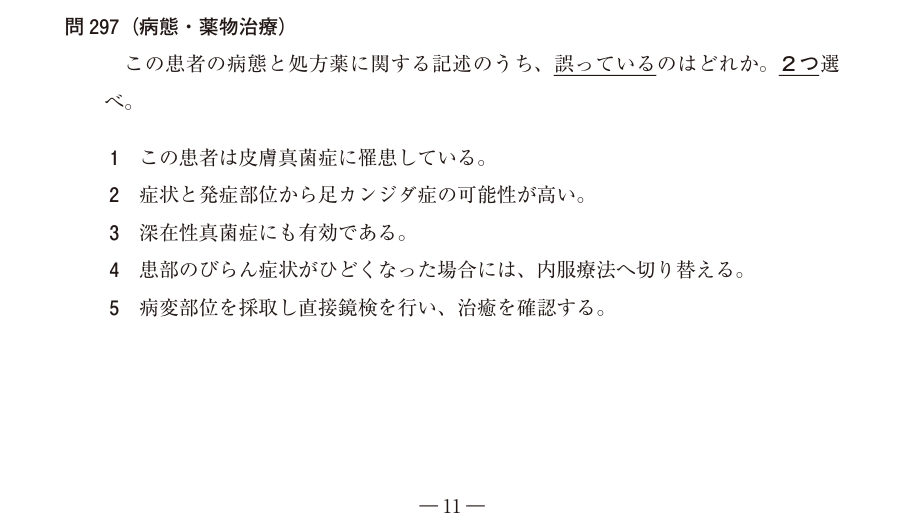 問 297（病態・薬物治療）
この患者の病態と処方薬に関する記述のうち、誤っているのはどれか。２つ選
べ。
1 この患者は皮膚真菌症に罹患している。
2 症状と発症部位から足カンジダ症の可能性が高い。
3 深在性真菌症にも有効である。
4 患部のびらん症状がひどくなった場合には、内服療法へ切り替える。
5 病変部位を採取し直接鏡検を行い、治癒を確認する。
— 11 —